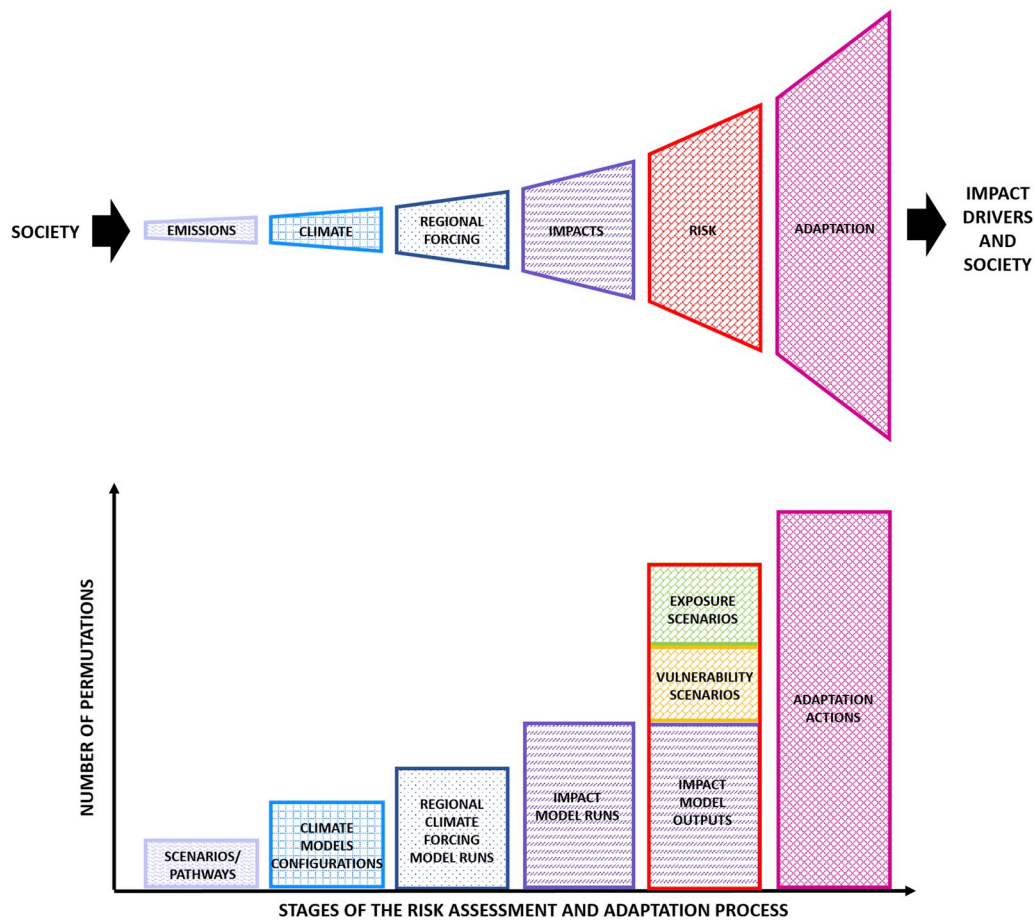 SOCIETY
EMISSIONS
CLIMATE
REGIONAL
FORCING
IMPACTS
RISK
ADAPTATION
IMPACT
DRIVERS
AND
SOCIETY
NUMBER OF PERMUTATIONS
SCENARIOS/
PATHWAYS
CLIMATE
MODELS
CONFIGURATIONS
REGIONAL
CLIMATE
FORCING
MODEL RUNS
IMPACT
MODEL RUNS
EXPOSURE
SCENARIOS
VULNERABILITY
SCENARIOS
IMPACT
MODEL
OUTPUTS
ADAPTATION
ACTIONS
STAGES OF THE RISK ASSESSMENT AND ADAPTATION PROCESS